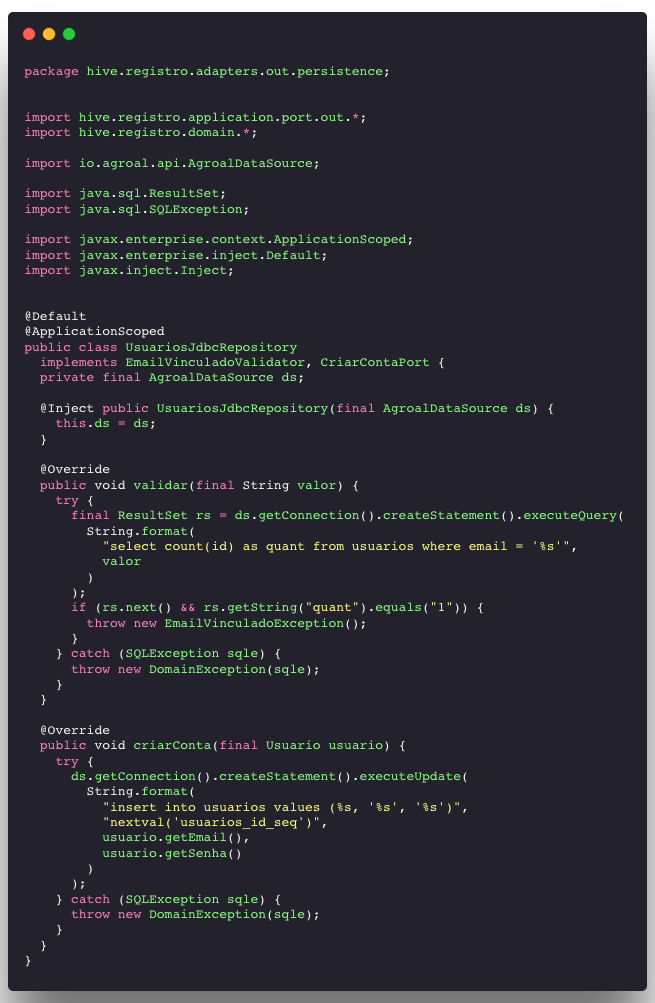 package hive.registro.adapters.out.persistence;
import hive.registro.application.port.out.*;
import hive.registro.domain.*;
import io.agroal.api.AgroalDataSource;
import java.sql.ResultSet;
import java.sql.SQLException;
import javax.enterprise.context.ApplicationScoped;
import javax.enterprise.inject.Default;
import javax.inject.Inject;
@Default
@ApplicationScoped
public class UsuariosJdbcRepository
  implements EmailVinculadoValidator, CriarContaPort {
  private final AgroalDataSource ds;
  @Inject public UsuariosJdbcRepository(final AgroalDataSource ds) {
    this.ds = ds;
  }
  @Override
  public void validar(final String valor) {
    try {
      final ResultSet rs = ds.getConnection().createStatement().executeQuery(
        String.format(
          "select count(id) as quant from usuarios where email = '%s'",
          valor
        )
      );
      if (rs.next() && rs.getString("quant").equals("1")) {
        throw new EmailVinculadoException();
      }
    } catch (SQLException sqle) {
      throw new DomainException(sqle);
    }
  }
  @Override
  public void criarConta(final Usuario usuario) {
    try {
      ds.getConnection().createStatement().executeUpdate(
        String.format(
          "insert into usuarios values (%s, '%s', '%s')",
          "nextval('usuarios_id_seq')",
          usuario.getEmail(),
          usuario.getSenha()
        )
      );
    } catch (SQLException sqle) {
      throw new DomainException(sqle);
    }
  }
}